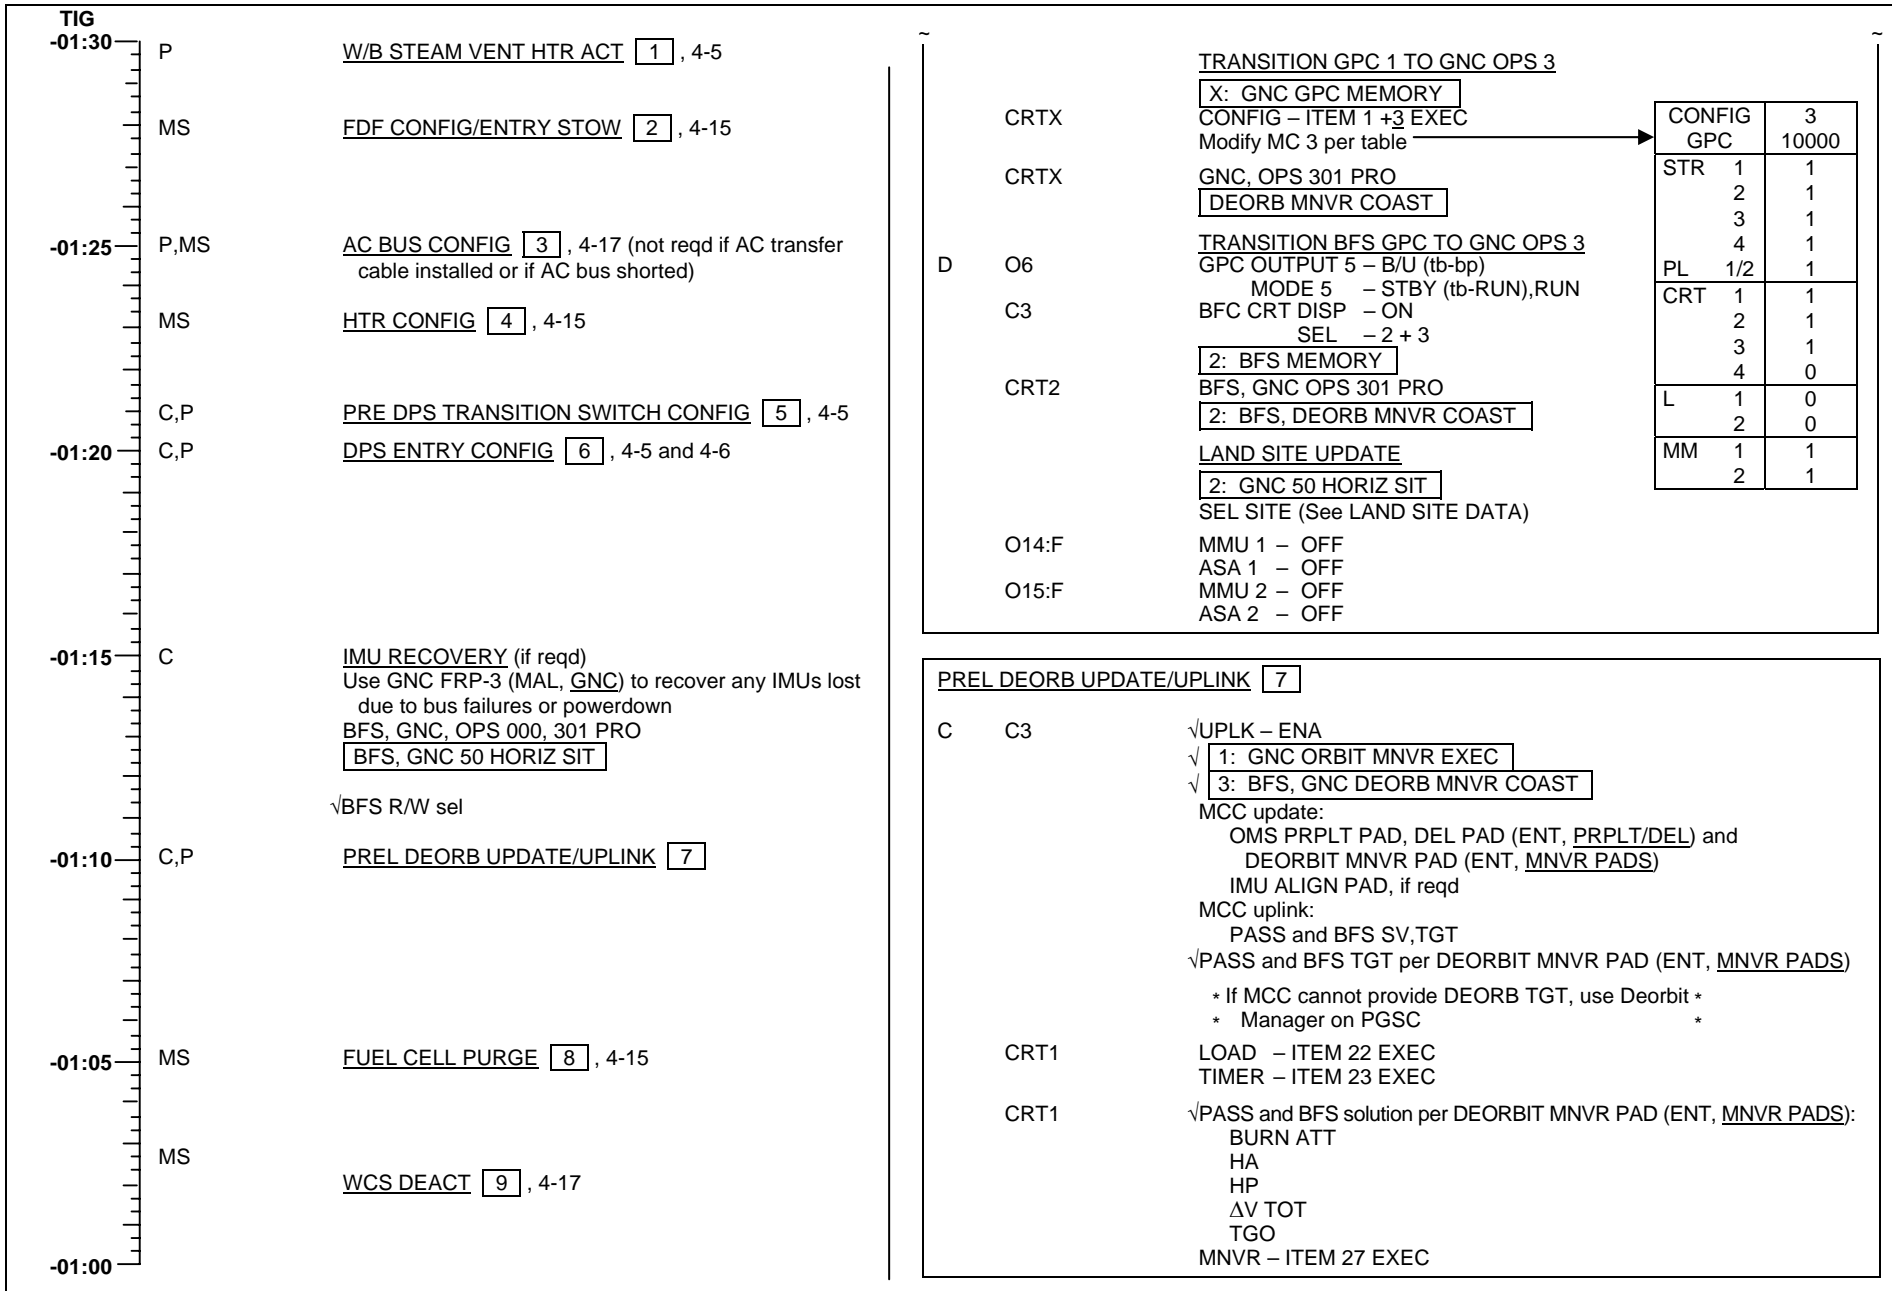 TIG
-01:30 P W/B STEAM VENT HTR ACT 1 , 4-5
MS FDF CONFIG/ENTRY STOW 2 , 4-15
-01:25 P,MS AC BUS CONFIG 3 , 4-17 (not reqd if AC transfer
cable installed or if AC bus shorted)
MS HTR CONFIG 4 , 4-15
C,P PRE DPS TRANSITION SWITCH CONFIG 5 , 4-5
-01:20 C,P DPS ENTRY CONFIG 6 , 4-5 and 4-6
-01:15 C IMU RECOVERY (if reqd)
Use GNC FRP-3 (MAL, GNC) to recover any IMUs lost
due to bus failures or powerdown
BFS, GNC, OPS 000, 301 PRO
BFS, GNC 50 HORIZ SIT
√BFS R/W sel
-01:10 C,P PREL DEORB UPDATE/UPLINK 7
-01:05 MS FUEL CELL PURGE 8 , 4-15
MS
WCS DEACT 9 , 4-17
-01:00
~ ~
TRANSITION GPC 1 TO GNC OPS 3
X: GNC GPC MEMORY
CRTX CONFIG – ITEM 1 +3 EXEC
Modify MC 3 per table
CRTX GNC, OPS 301 PRO
DEORB MNVR COAST
TRANSITION BFS GPC TO GNC OPS 3
D O6 GPC OUTPUT 5 – B/U (tb-bp)
MODE 5 – STBY (tb-RUN),RUN
C3 BFC CRT DISP – ON
SEL – 2 + 3
2: BFS MEMORY
CRT2 BFS, GNC OPS 301 PRO
2: BFS, DEORB MNVR COAST
LAND SITE UPDATE
2: GNC 50 HORIZ SIT
SEL SITE (See LAND SITE DATA)
O14:F MMU 1 – OFF
ASA 1 – OFF
O15:F MMU 2 – OFF
ASA 2 – OFF
CONFIG 3
GPC 10000
STR 1 1
2 1
3 1
4 1
PL 1/2 1
CRT 1 1
2 1
3 1
4 0
L 1 0
2 0
MM 1 1
2 1
PREL DEORB UPDATE/UPLINK 7
C C3 √UPLK – ENA
√ 1: GNC ORBIT MNVR EXEC
√ 3: BFS, GNC DEORB MNVR COAST
MCC update:
OMS PRPLT PAD, DEL PAD (ENT, PRPLT/DEL) and
DEORBIT MNVR PAD (ENT, MNVR PADS)
IMU ALIGN PAD, if reqd
MCC uplink:
PASS and BFS SV,TGT
√PASS and BFS TGT per DEORBIT MNVR PAD (ENT, MNVR PADS)
* If MCC cannot provide DEORB TGT, use Deorbit *
* Manager on PGSC *
CRT1 LOAD – ITEM 22 EXEC
TIMER – ITEM 23 EXEC
CRT1 √PASS and BFS solution per DEORBIT MNVR PAD (ENT, MNVR PADS):
BURN ATT
HA
HP
∆V TOT
TGO
MNVR – ITEM 27 EXEC